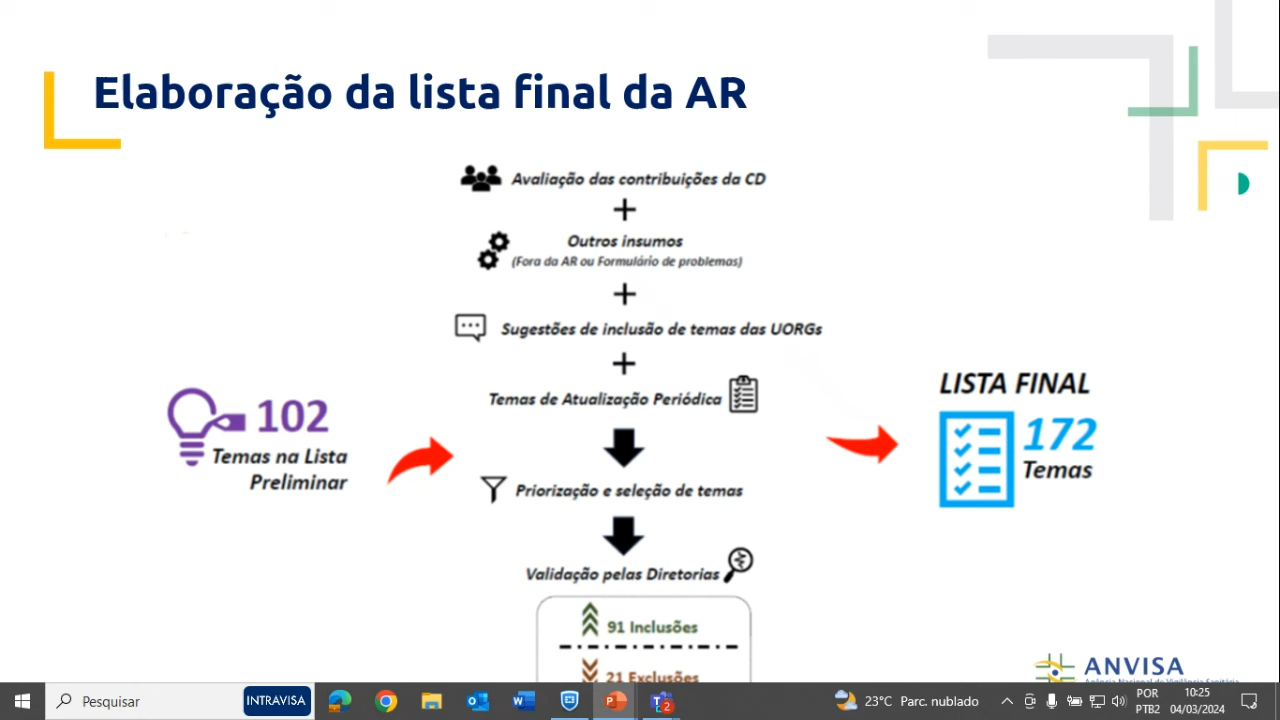 Elaboração da lista final da AR
Avaliação das contribuições da CD
+
Outros insumos
(Fora da AR ou Formulário de problemas)
+
Sugestões de inclusão de temas das UORGs
+
Temas de Atualização Periódica
102
Temas na Lista
Preliminar
Priorização e seleção de temas
Validação pelas Diretorias
91 Inclusões
21 Exclusões
LISTA FINAL
172
Temas
ANVISA
Agência Nacional de Vigilância Sanitária
Pesquisar
INTRAVISA
2
23°C Parc. nublado
POR
PTB2
10:25
04/03/2024